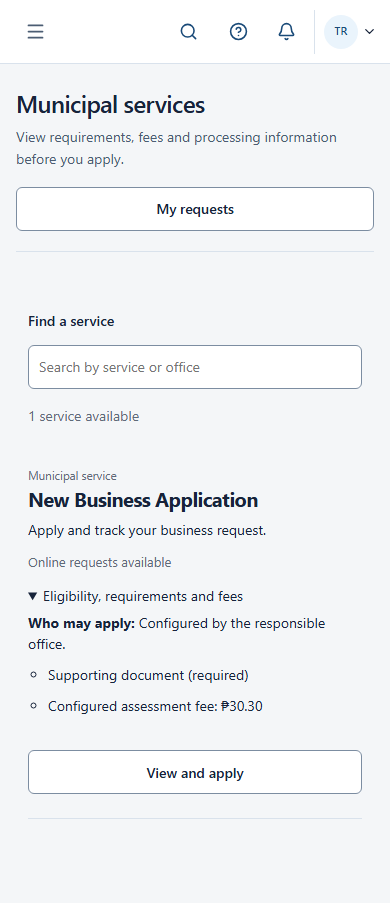 TR
Municipal services
View requirements, fees and processing information
before you apply.
My requests
Find a service
Search by service or office
1 service available
Municipal service
New Business Application
Apply and track your business request.
Online requests available
▼ Eligibility, requirements and fees
Who may apply: Configured by the responsible
office.
Supporting document (required)
Configured assessment fee: ₱30.30
View and apply